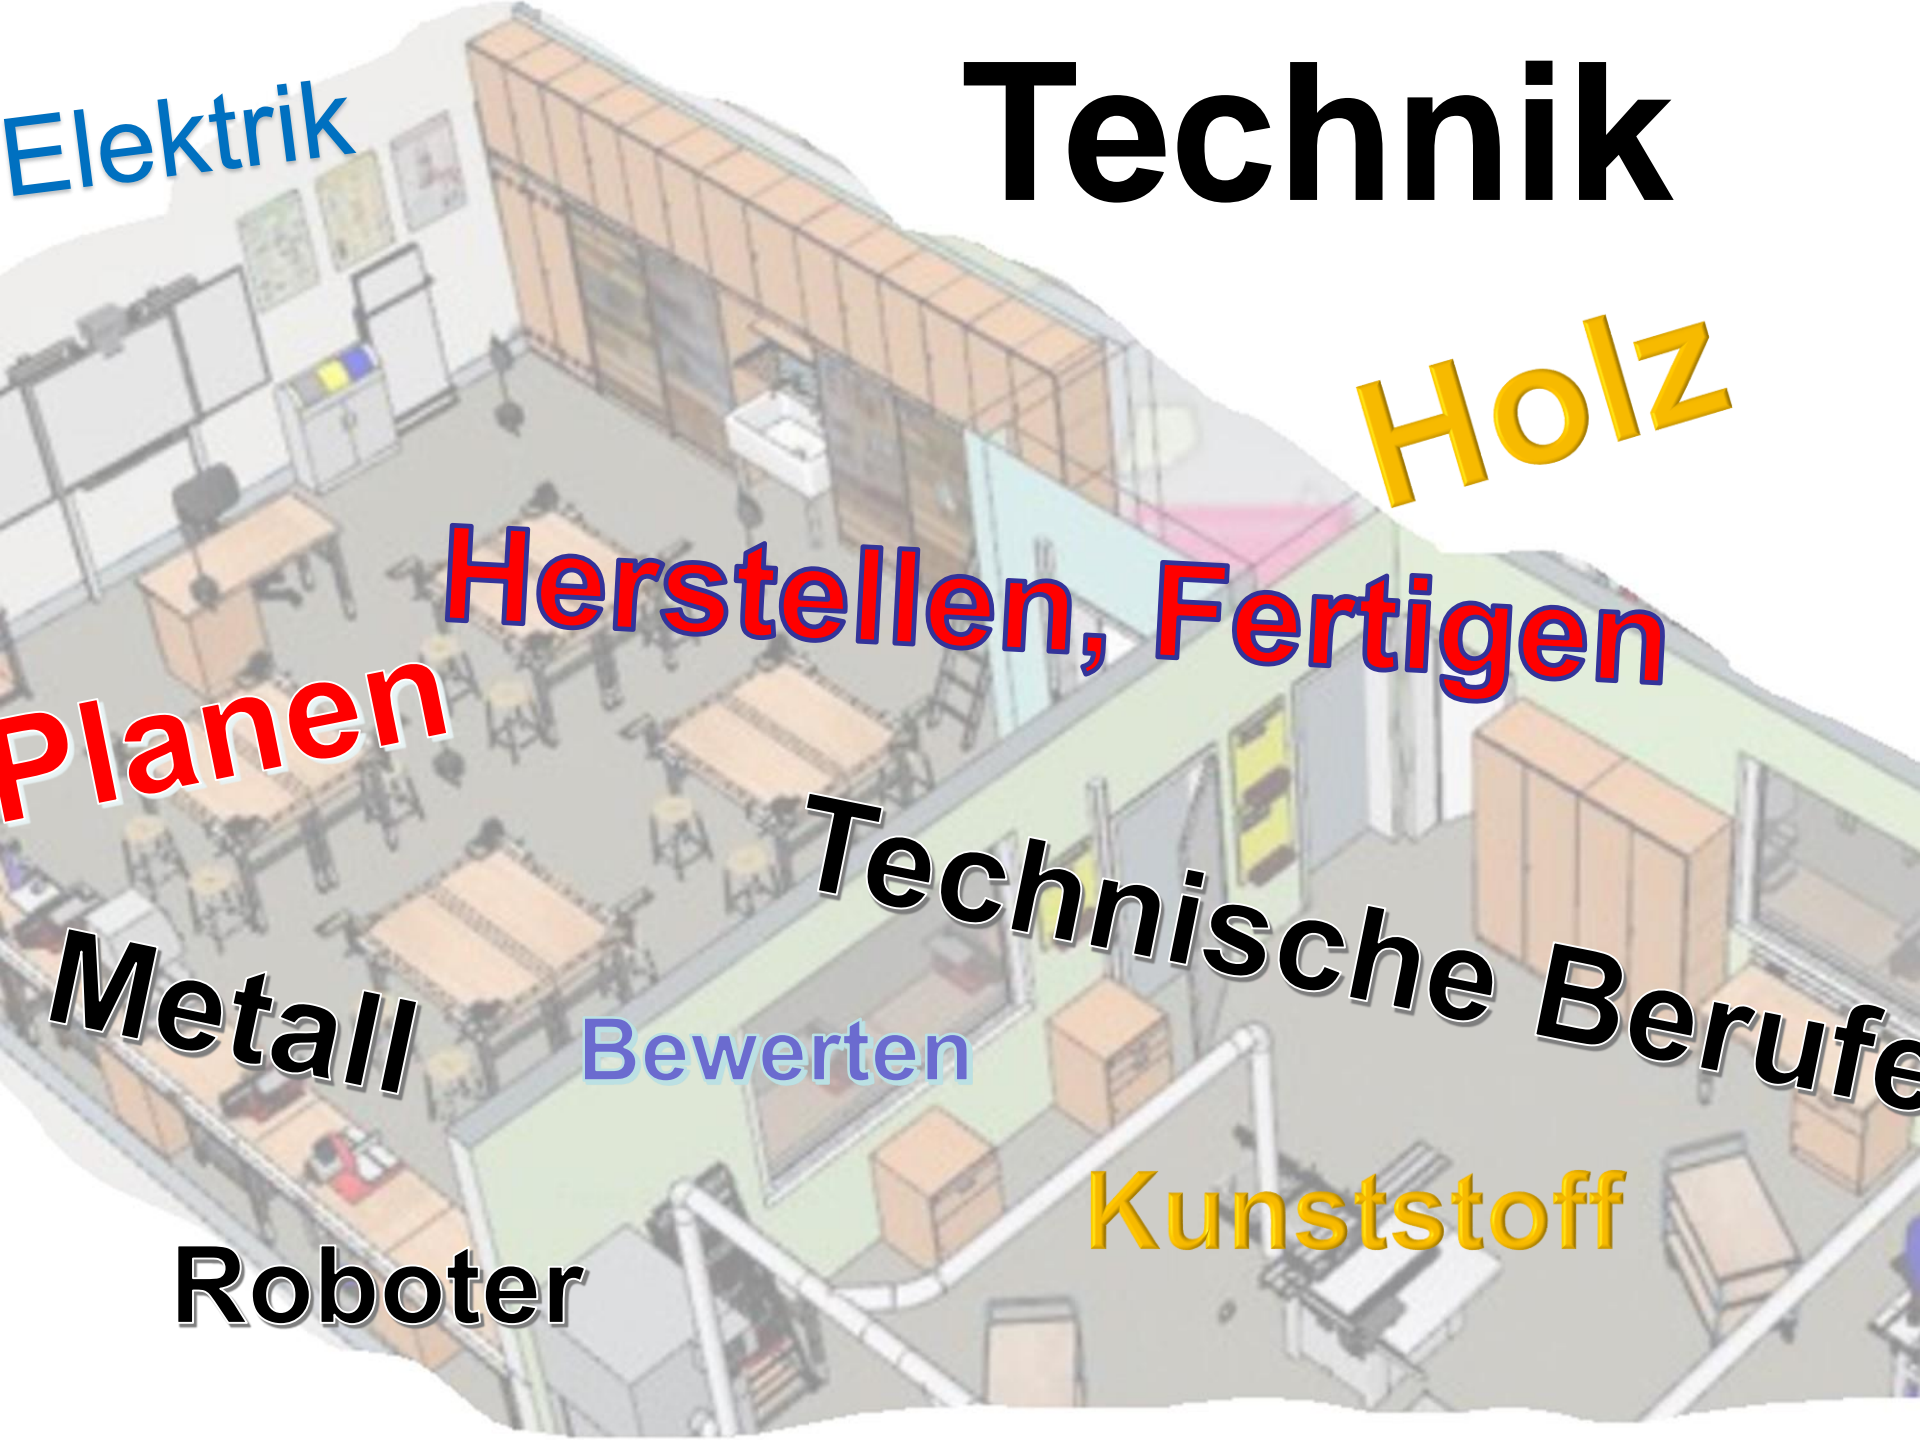 Technik
Elektrik
Holz
Herstellen, Fertigen
Planen
Technische Berufe
Metall
Bewerten
Kunststoff
Roboter